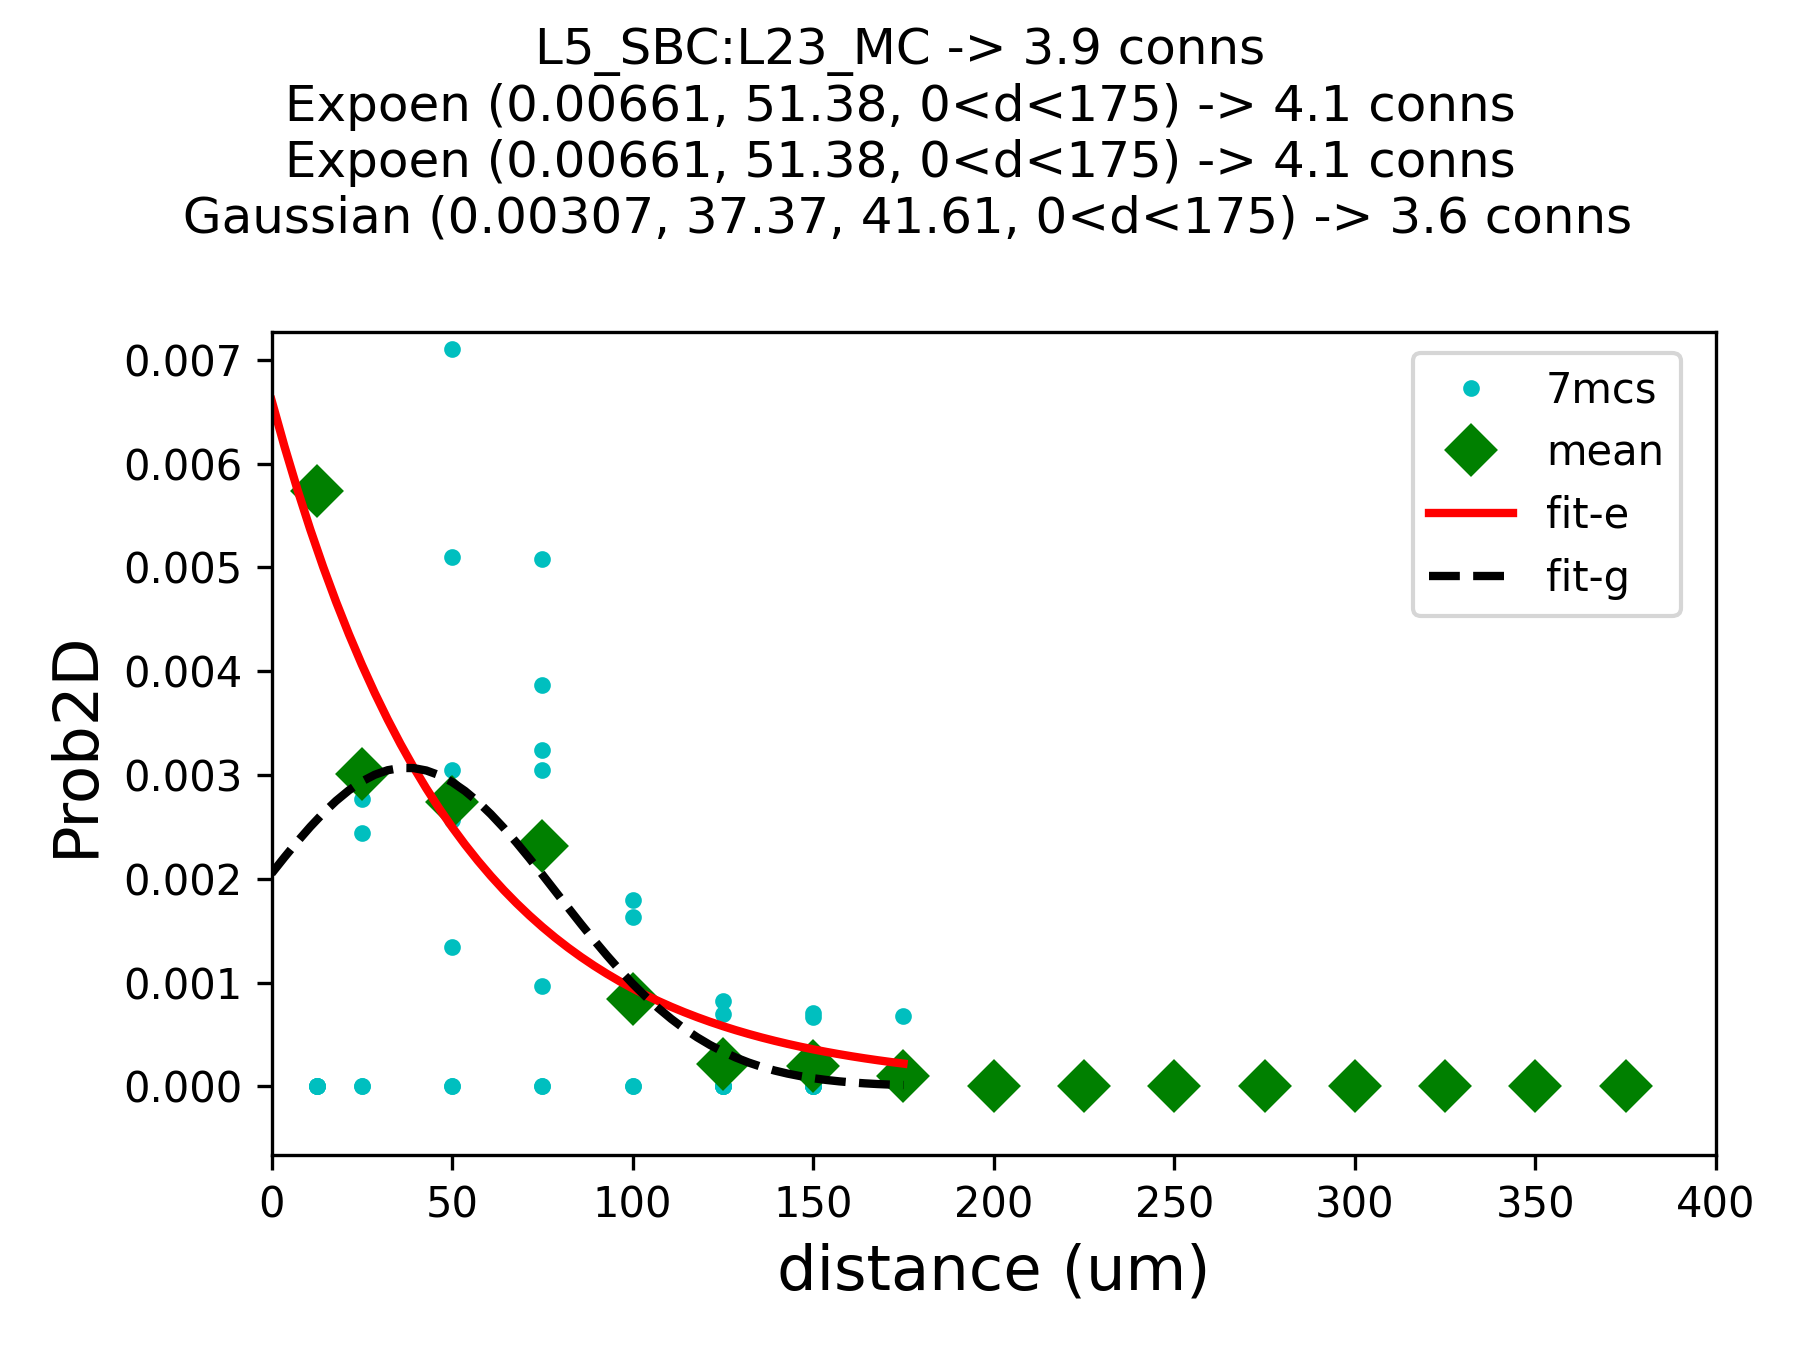 L5_SBC:L23_MC -> 3.9 conns
Expoen (0.00661, 51.38, 0<d<175) -> 4.1 conns
Expoen (0.00661, 51.38, 0<d<175) -> 4.1 conns
Gaussian (0.00307, 37.37, 41.61, 0<d<175) -> 3.6 conns
0.007
0.006
0.005
0.004
0.003
0.002
0.001
0.000
Prob2D
7mcs
mean
fit-e
fit-g
0 50 100 150 200 250 300 350 400
distance (um)